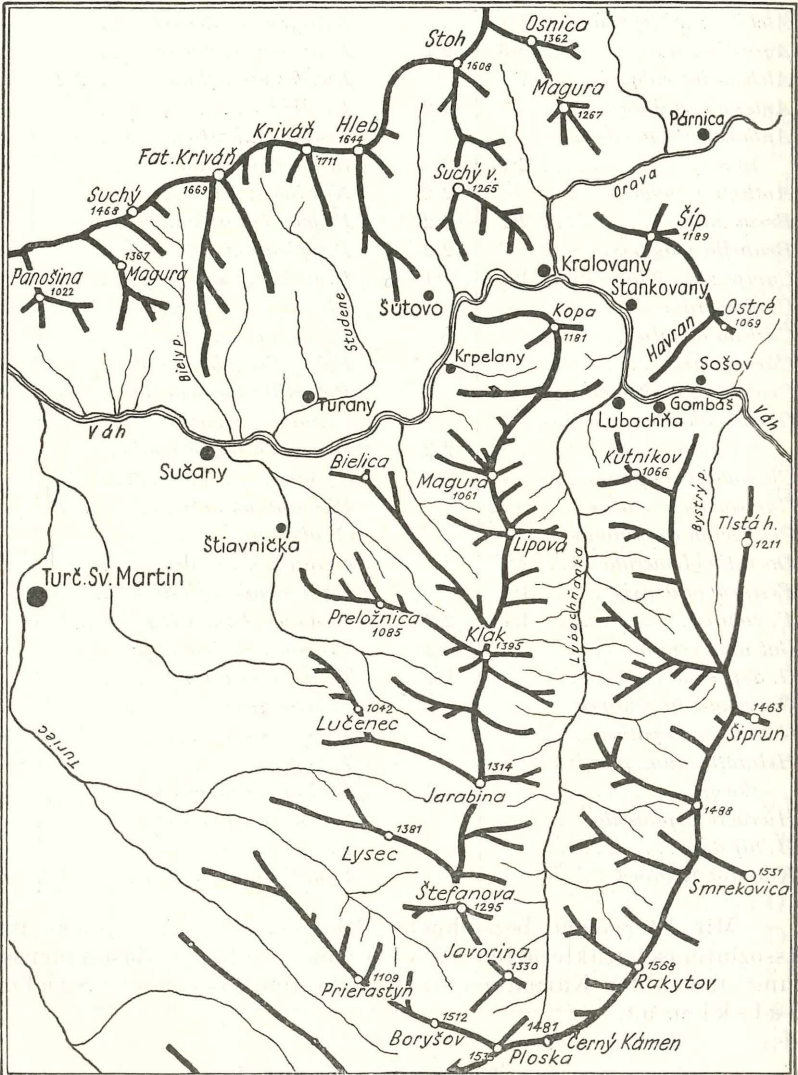 Osnica
1362
Stoh
1608
Magura
1267
Párnica
Hleb
1644
Kriváň
1711
Fat. Kriváň
1669
Orava
Suchý
1468
Suchý v.
1265
Šíp
1189
1367
Magura
Panošina
1022
Kralovany
Stankovany
Šútovo
Kopa
1181
Ostré
1069
Havran
Biely p.
Studene
Krpelany
Sošov
Turany
Lubochňa
Gombáš
Váh
Váh
Sučany
Bielica
Magura
1061
Kutnikov
1066
Bystrý p.
Tlstá h.
1211
Štiavnička
Lipová
Lubochňanka
Turč. Sv. Martin
Preložnica
1085
Klak
1395
1042
Lučenec
1463
Šiprun
Turiec
1314
Jarabina
1488
1381
Lysec
1531
Smrekovica
Štefanova
1295
Javorina
1330
1109
Prierastyn
1568
Rakytov
1512
Boryšov
1481
Černý Kámen
Ploska